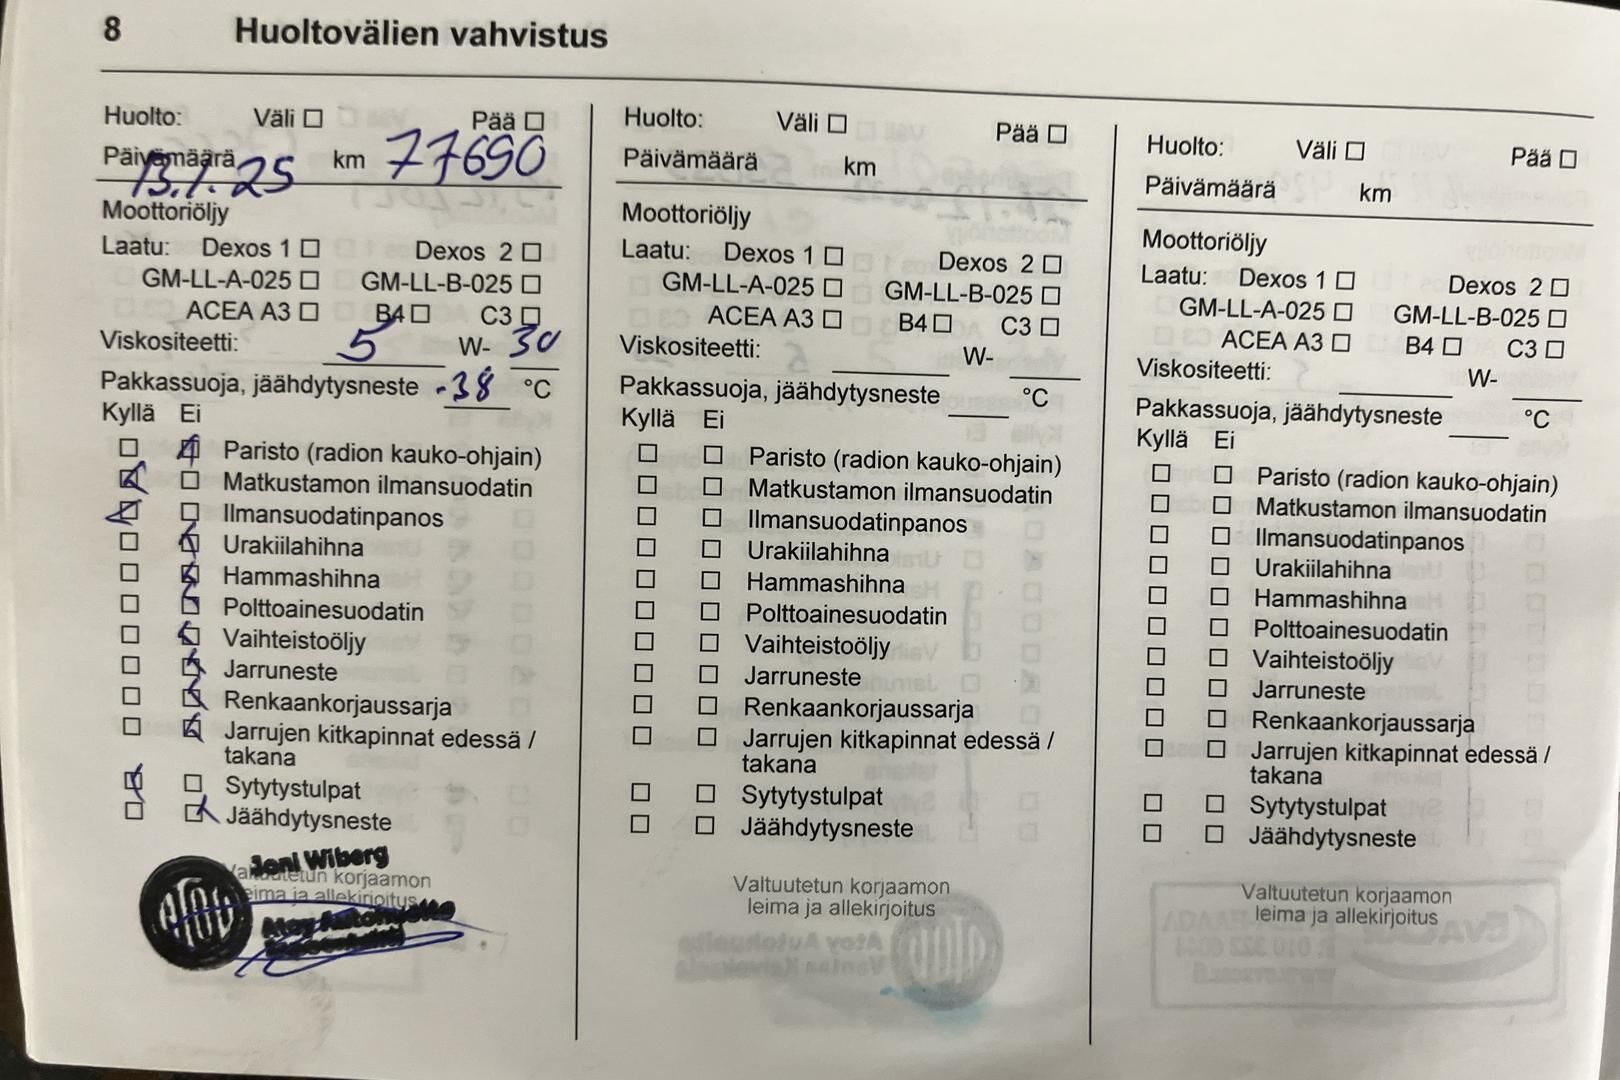 8 Huoltovälien vahvistus
Huolto: Väli ☐ Pää ☐
Päivämäärä 13.1.25 km 77690
Moottoriöljy
Laatu: Dexos 1 ☐ Dexos 2 ☐
GM-LL-A-025 ☐ GM-LL-B-025 ☐
ACEA A3 ☐ B4 ☐ C3 ☐
Viskositeetti: 5 W- 30
Pakkassuoja, jäähdytysneste -38 °C
Kyllä Ei
Paristo (radion kauko-ohjain)
Matkustamon ilmansuodatin
Ilmansuodatinpanos
Urakiilahihna
Hammashihna
Polttoainesuodatin
Vaihteistoöljy
Jarruneste
Renkaankorjaussarja
Jarrujen kitkapinnat edessä /
takana
Sytytystulpat
Jäähdytysneste
Joni Wiberg
Valtuutetun korjaamon
leima ja allekirjoitus
Atoy Autohuolto
Huolto: Väli ☐ Pää ☐
Päivämäärä km
Moottoriöljy
Laatu: Dexos 1 ☐ Dexos 2 ☐
GM-LL-A-025 ☐ GM-LL-B-025 ☐
ACEA A3 ☐ B4 ☐ C3 ☐
Viskositeetti: W-
Pakkassuoja, jäähdytysneste °C
Kyllä Ei
Paristo (radion kauko-ohjain)
Matkustamon ilmansuodatin
Ilmansuodatinpanos
Urakiilahihna
Hammashihna
Polttoainesuodatin
Vaihteistoöljy
Jarruneste
Renkaankorjaussarja
Jarrujen kitkapinnat edessä /
takana
Sytytystulpat
Jäähdytysneste
Valtuutetun korjaamon
leima ja allekirjoitus
Huolto: Väli ☐ Pää ☐
Päivämäärä km
Moottoriöljy
Laatu: Dexos 1 ☐ Dexos 2 ☐
GM-LL-A-025 ☐ GM-LL-B-025 ☐
ACEA A3 ☐ B4 ☐ C3 ☐
Viskositeetti: W-
Pakkassuoja, jäähdytysneste °C
Kyllä Ei
Paristo (radion kauko-ohjain)
Matkustamon ilmansuodatin
Ilmansuodatinpanos
Urakiilahihna
Hammashihna
Polttoainesuodatin
Vaihteistoöljy
Jarruneste
Renkaankorjaussarja
Jarrujen kitkapinnat edessä /
takana
Sytytystulpat
Jäähdytysneste
Valtuutetun korjaamon
leima ja allekirjoitus